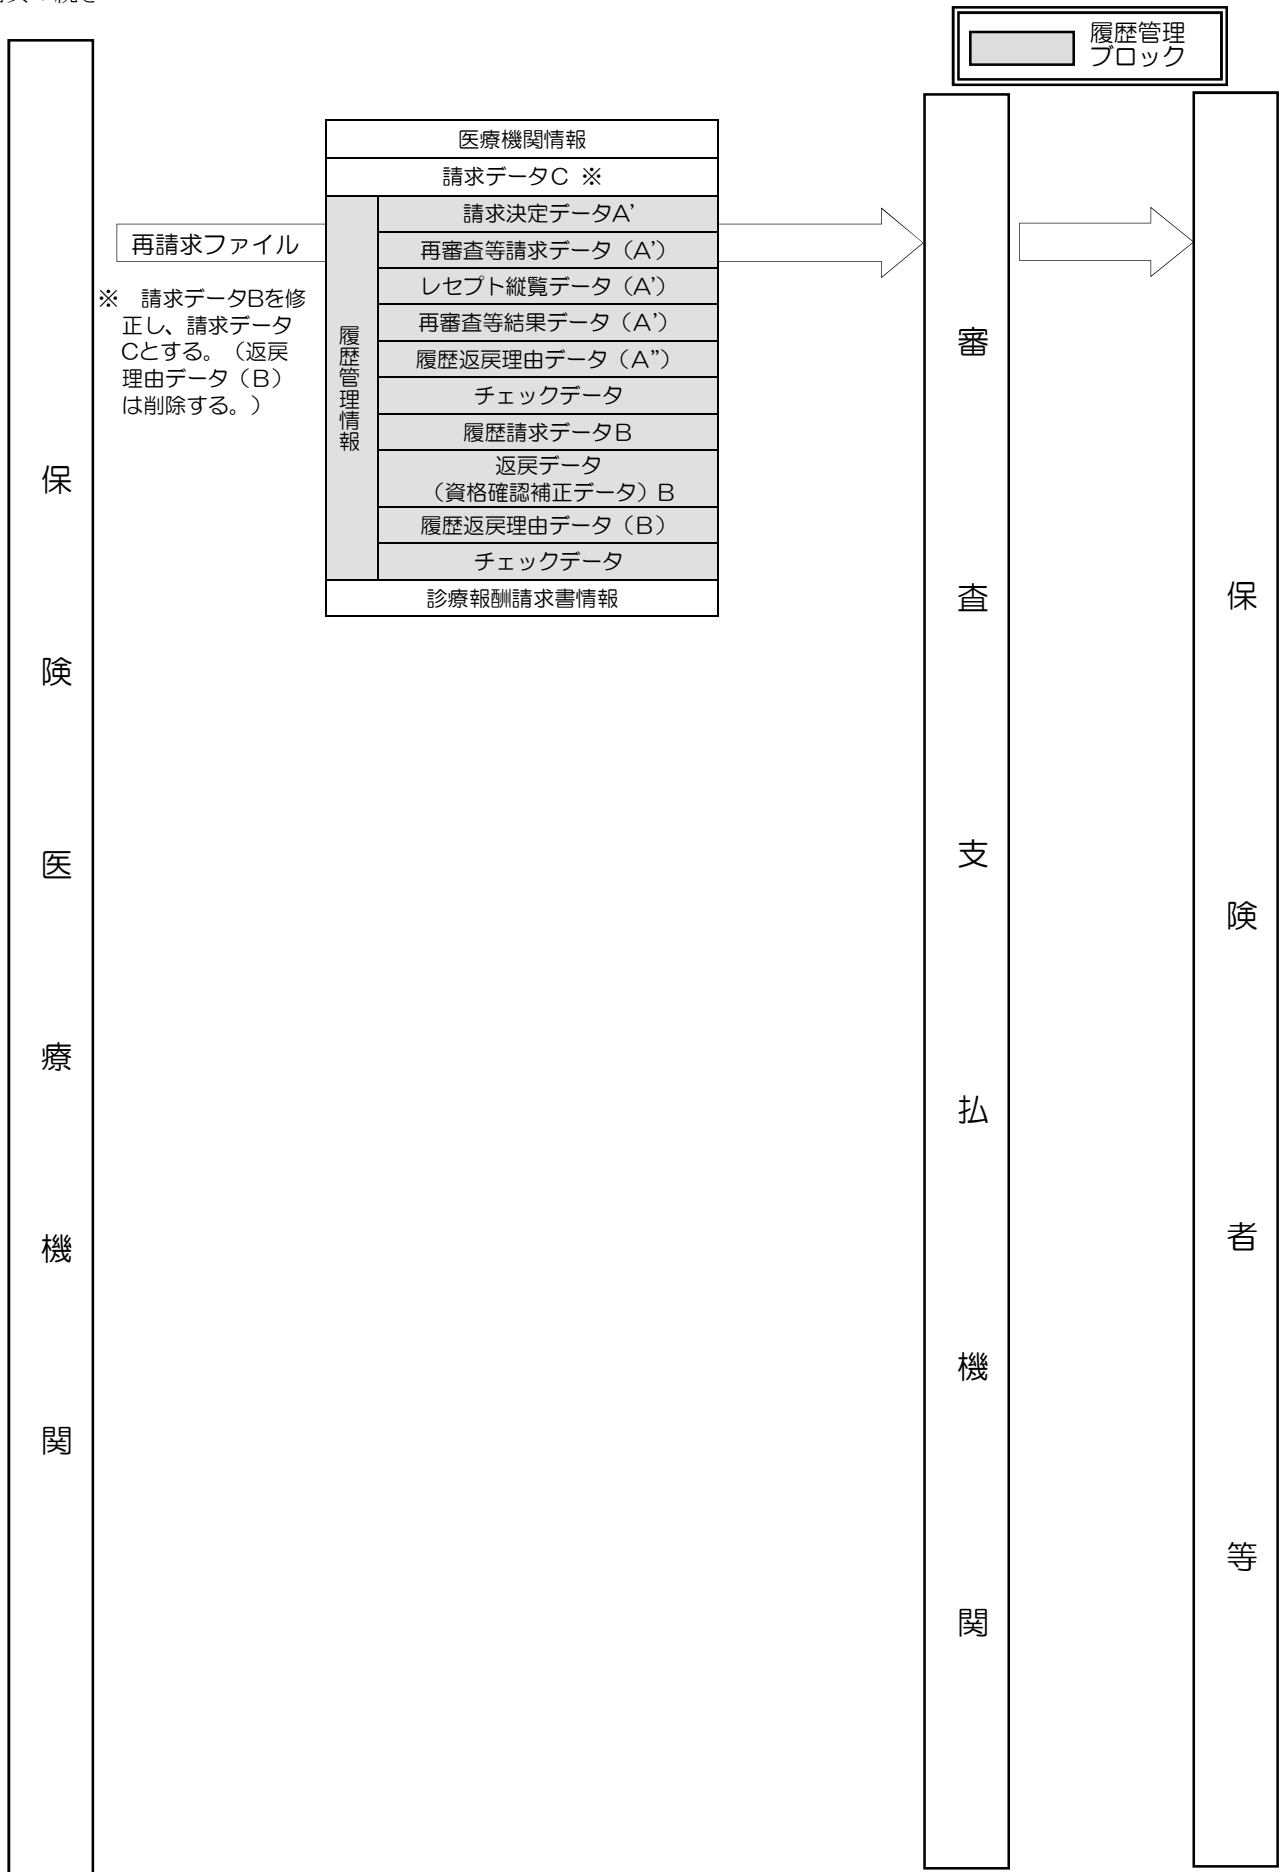 履歴管理
ブロック
医療機関情報
請求データC ※
再請求ファイル
※ 請求データBを修
正し、請求データ
Cとする。（返戻
理由データ（B）
は削除する。）
履歴管理情報
請求決定データA’
再審査等請求データ（A’）
レセプト縦覧データ（A’）
再審査等結果データ（A’）
履歴返戻理由データ（A”）
チェックデータ
履歴請求データB
返戻データ
（資格確認補正データ）B
履歴返戻理由データ（B）
チェックデータ
診療報酬請求書情報
保険医療機関
審査支払機関
保険者等